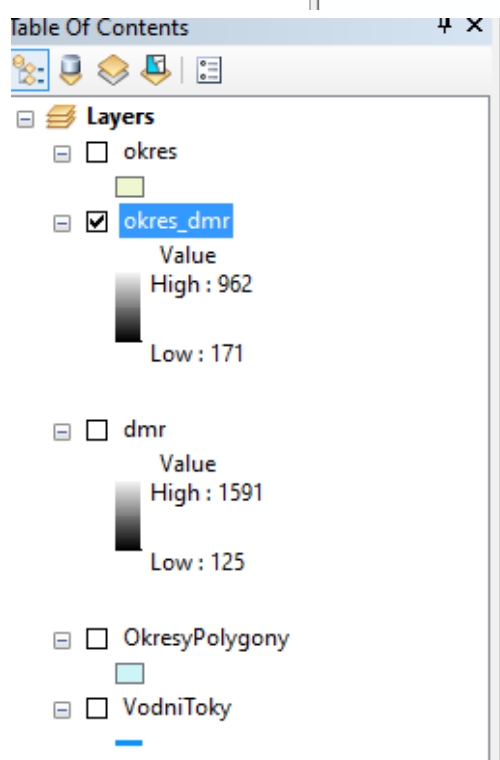 Table Of Contents
Layers
okres
okres_dmr
Value
High : 962
Low : 171
dmr
Value
High : 1591
Low : 125
OkresyPolygony
VodniToky